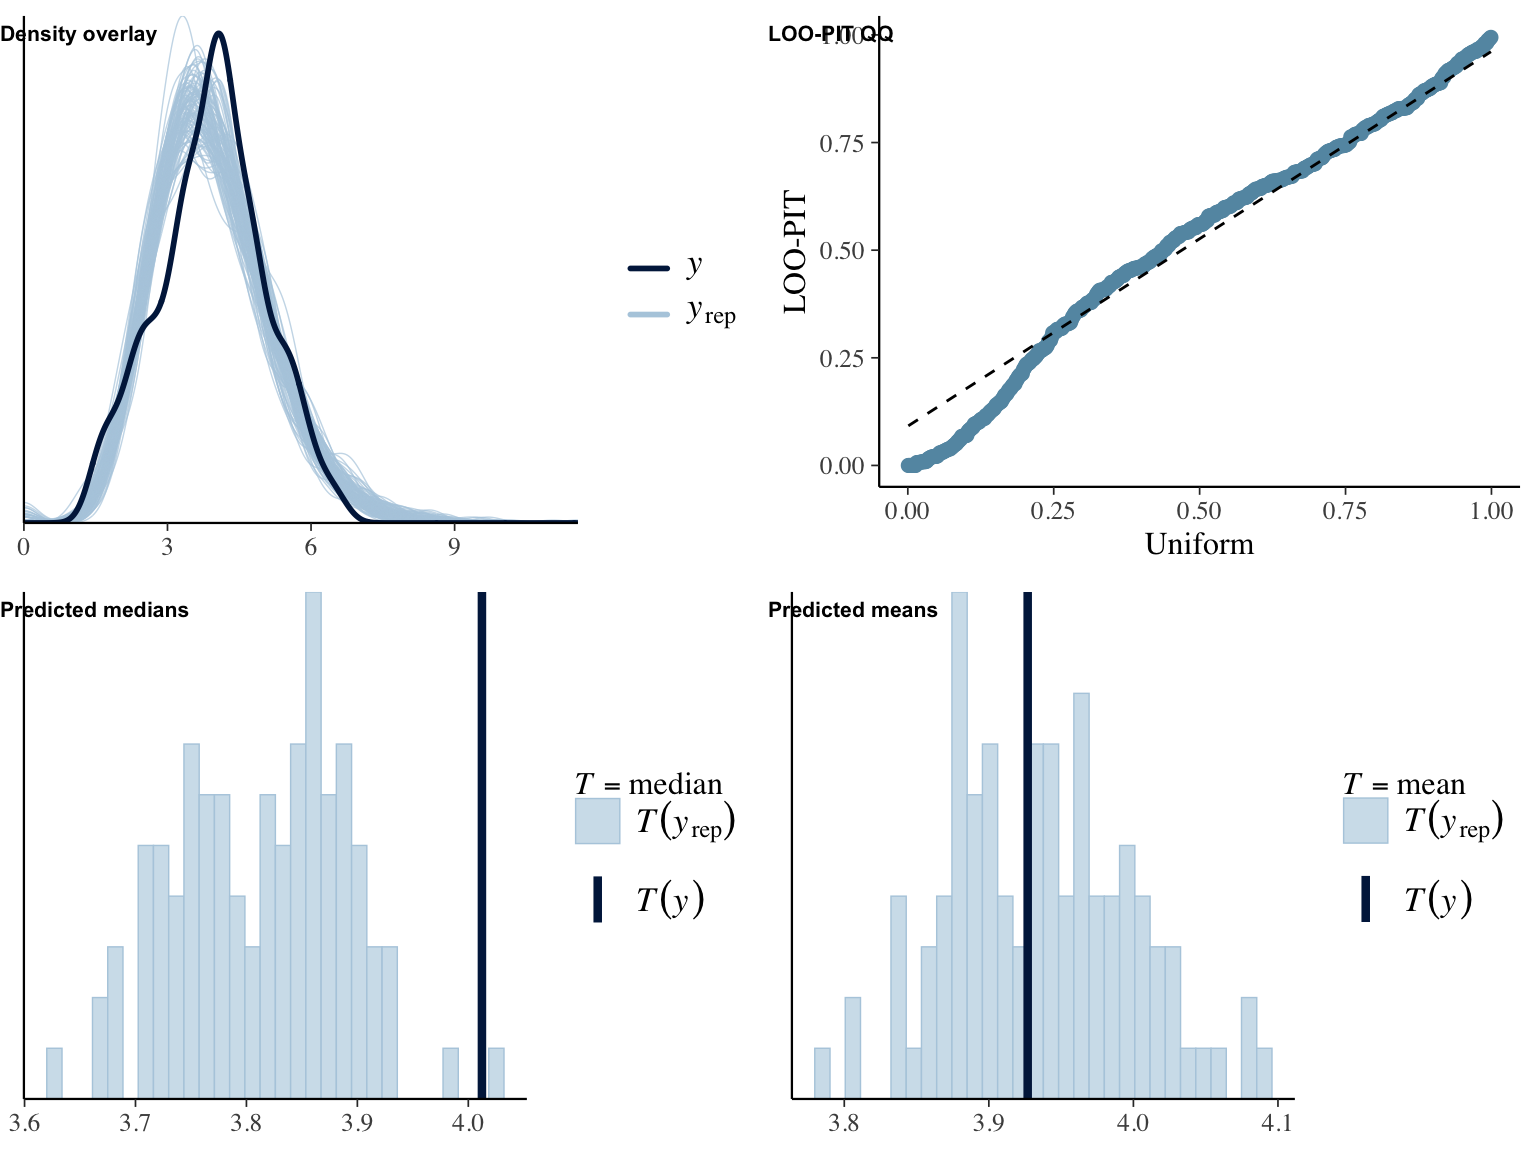 Density overlay
y
y rep
0 3 6 9
LOO-PIT QQ
1.00
0.75
0.50
0.25
0.00
LOO-PIT
0.00 0.25 0.50 0.75 1.00
Uniform
Predicted medians
T = median
T(y rep)
T(y)
3.6 3.7 3.8 3.9 4.0
Predicted means
T = mean
T(y rep)
T(y)
3.8 3.9 4.0 4.1